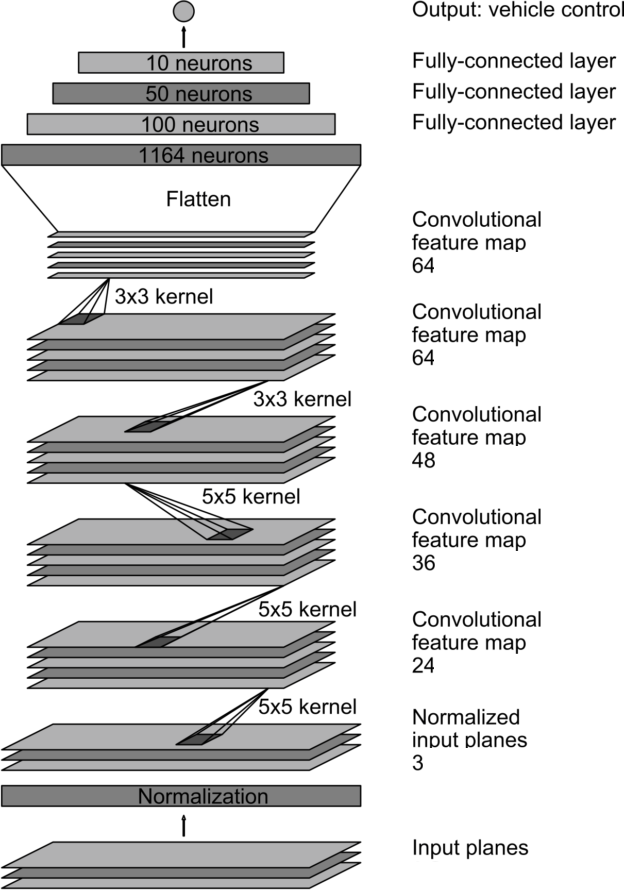 Output: vehicle control
10 neurons
Fully-connected layer
50 neurons
Fully-connected layer
100 neurons
Fully-connected layer
1164 neurons
Flatten
Convolutional
feature map
64
3x3 kernel
Convolutional
feature map
64
3x3 kernel
Convolutional
feature map
48
5x5 kernel
Convolutional
feature map
36
5x5 kernel
Convolutional
feature map
24
5x5 kernel
Normalized
input planes
3
Normalization
Input planes